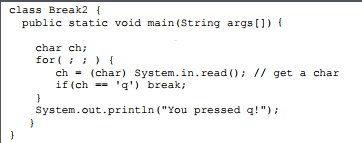 class Break2 {
public static void main(String args[]) {
char ch;
for( ; ; ) {
ch = (char) System.in.read(); // get a char
if(ch == 'q') break;
}
System.out.println("You pressed q!");
}
}